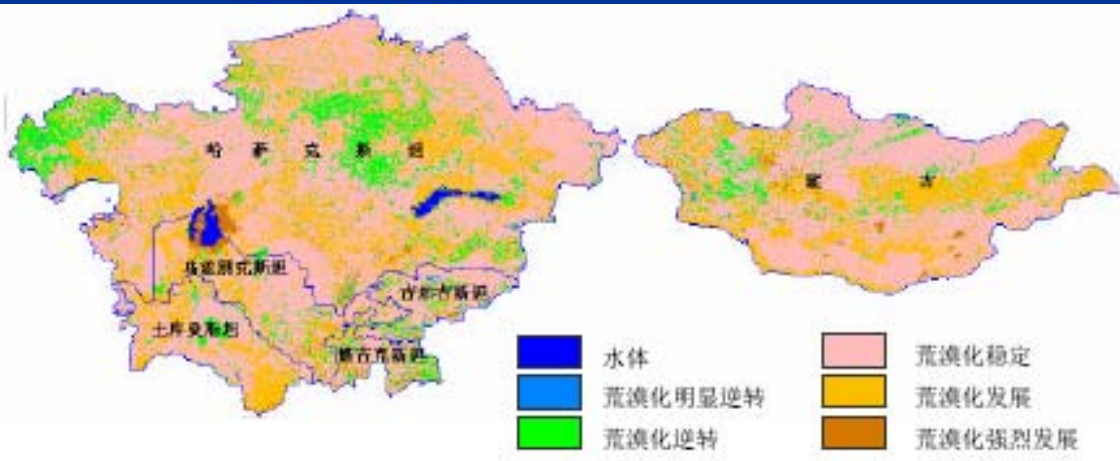 哈萨克斯坦
蒙古
乌兹别克斯坦
吉尔吉斯坦
土库曼斯坦
塔吉克斯坦
水体
荒漠化明显逆转
荒漠化逆转
荒漠化稳定
荒漠化发展
荒漠化强烈发展